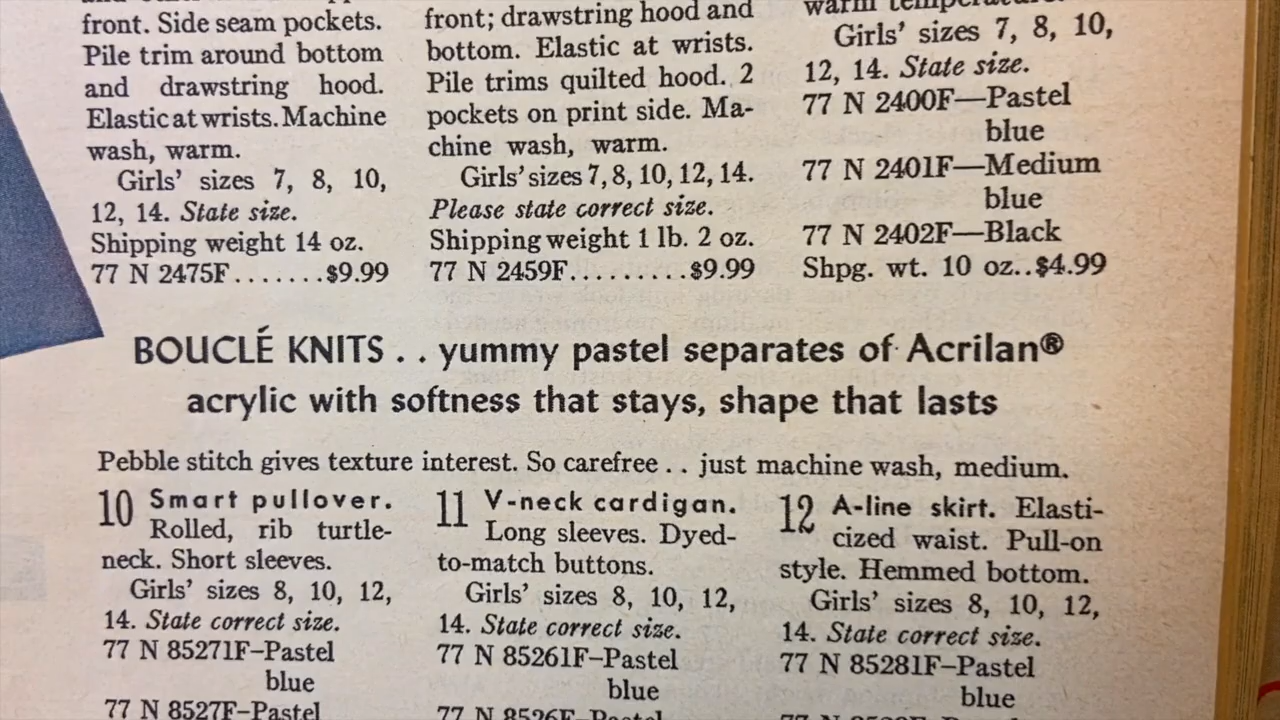 front. Side seam pockets.
Pile trim around bottom
and drawstring hood.
Elastic at wrists. Machine
wash, warm.
Girls' sizes 7, 8, 10,
12, 14. State size.
Shipping weight 14 oz.
77 N 2475F.......$9.99
front; drawstring hood and
bottom. Elastic at wrists.
Pile trims quilted hood. 2
pockets on print side. Ma-
chine wash, warm.
Girls' sizes 7, 8, 10, 12, 14.
Please state correct size.
Shipping weight 1 lb. 2 oz.
77 N 2459F.........$9.99
warm
Girls' sizes 7, 8, 10,
12, 14. State size.
77 N 2400F—Pastel
blue
77 N 2401F—Medium
blue
77 N 2402F—Black
Shpg. wt. 10 oz..$4.99
BOUCLÉ KNITS . . yummy pastel separates of Acrilan®
acrylic with softness that stays, shape that lasts
Pebble stitch gives texture interest. So carefree . . just machine wash, medium.
10 Smart pullover.
Rolled, rib turtle-
neck. Short sleeves.
Girls' sizes 8, 10, 12,
14. State correct size.
77 N 85271F–Pastel
blue
77 N 8527F–Pastel
11 V-neck cardigan.
Long sleeves. Dyed-
to-match buttons.
Girls' sizes 8, 10, 12,
14. State correct size.
77 N 85261F–Pastel
blue
77 N 8526F–Pastel
12 A-line skirt. Elasti-
cized waist. Pull-on
style. Hemmed bottom.
Girls' sizes 8, 10, 12,
14. State correct size.
77 N 85281F–Pastel
blue